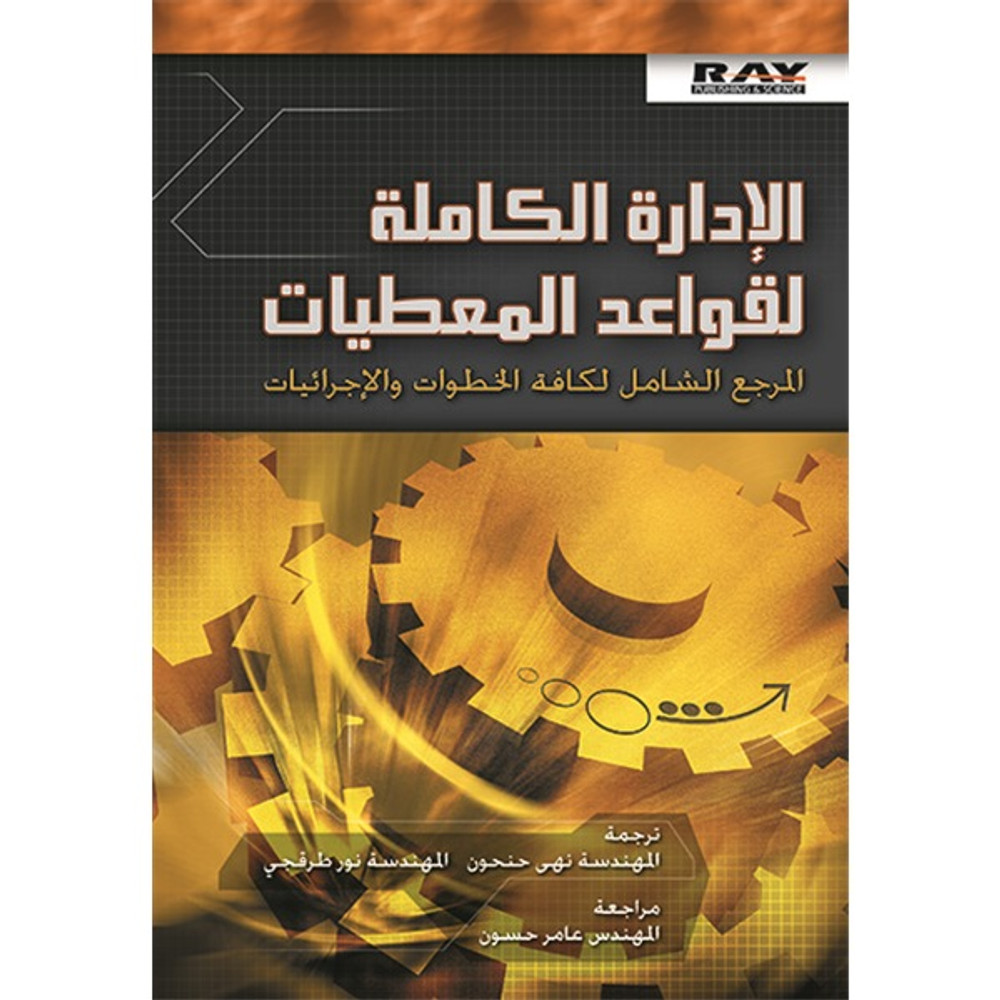 RAY
PUBLISHING & SCIENCE
الإدارة الكاملة
لقواعد المعطيات
المرجع الشامل لكافة الخطوات والإجرائيات
ترجمة
المهندسة نهى حنحون المهندسة نور طرقجي
مراجعة
المهندس عامر حسون